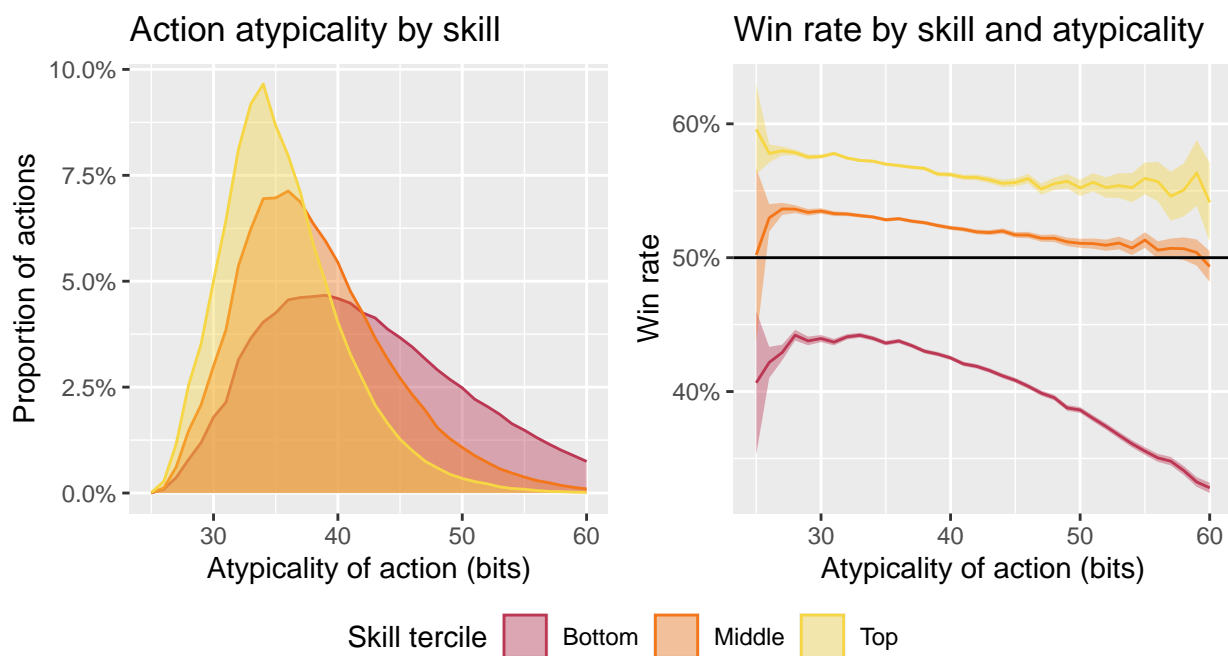 Action atypicality by skill
10.0%
7.5%
5.0%
2.5%
0.0%
Proportion of actions
30 40 50 60
Atypicality of action (bits)
Win rate by skill and atypicality
60%
50%
40%
Win rate
30 40 50 60
Atypicality of action (bits)
Skill tercile Bottom Middle Top